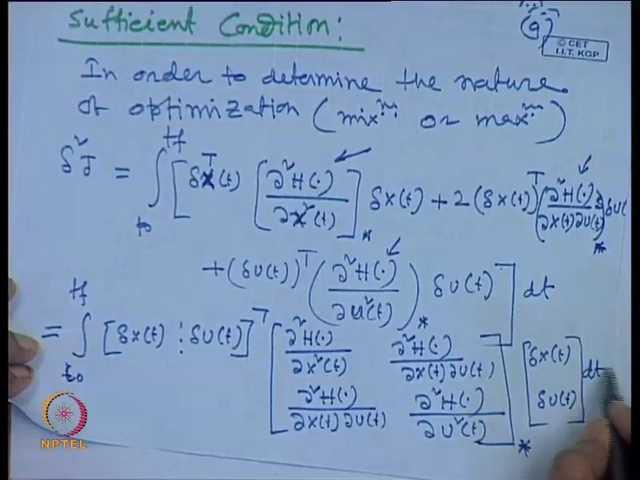 Sufficient Condition:
(9)
© CET
I.I.T. KGP
In order to determine the nature
of optimization (mix^m or max^m)
δ²J = ∫_{t0}^{tf} [δx^T(t) [∂²H(·)/∂x²(t)]_* δx(t) + 2(δx(t))^T (∂²H(·)/∂x(t)∂u(t))_* δu(
+ (δu(t))^T (∂²H(·)/∂u²(t))_* δu(t)] dt
= ∫_{t0}^{tf} [δx(t) ⋮ δu(t)]^T [∂²H(·)/∂x²(t) ∂²H(·)/∂x(t)∂u(t)
∂²H(·)/∂x(t)∂u(t) ∂²H(·)/∂u²(t)]_* [δx(t)
δu(t)] dt
NPTEL